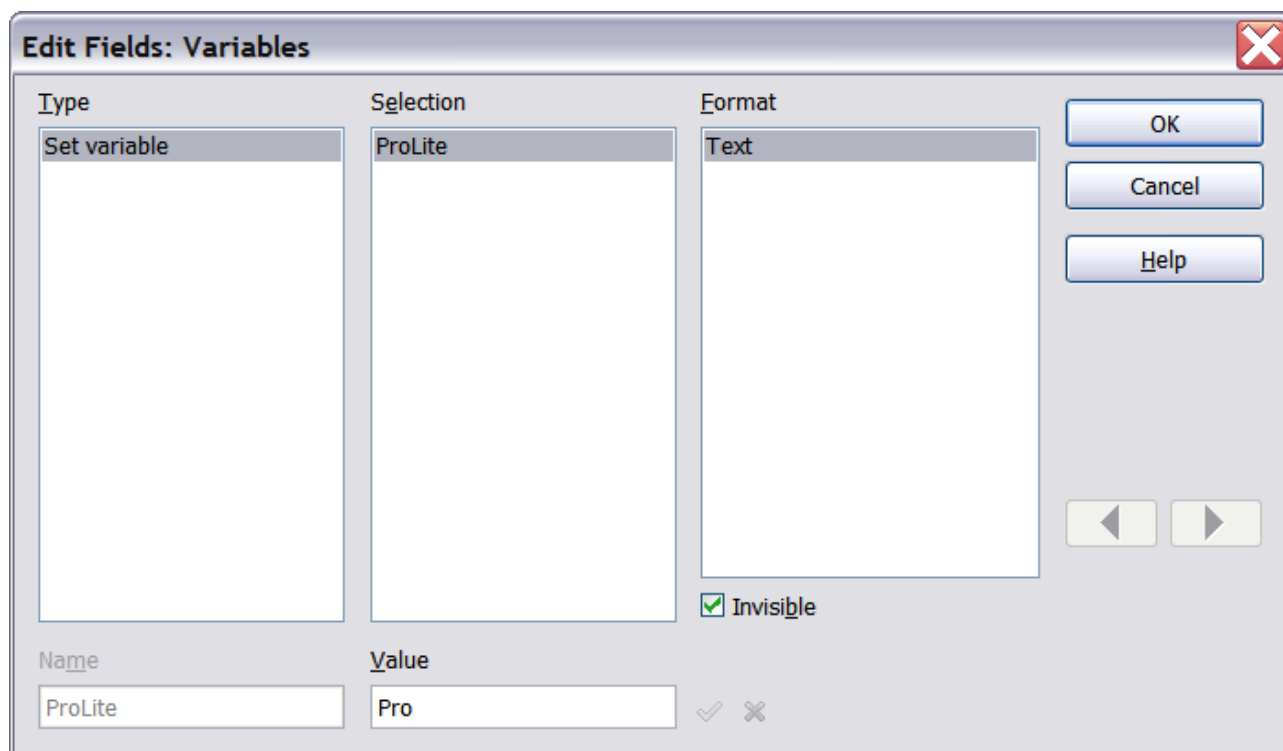 Edit Fields: Variables
Type Selection Format
Set variable ProLite Text
OK
Cancel
Help
Invisible
Name Value
ProLite Pro